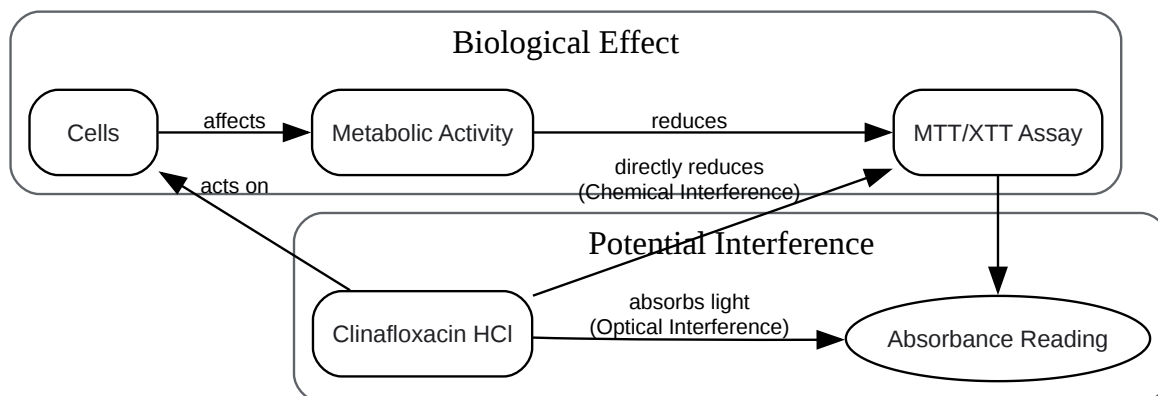 Biological Effect
Cells
affects
Metabolic Activity
reduces
MTT/XTT Assay
acts on
directly reduces
(Chemical Interference)
Potential Interference
Clinafloxacin HCl
absorbs light
(Optical Interference)
Absorbance Reading